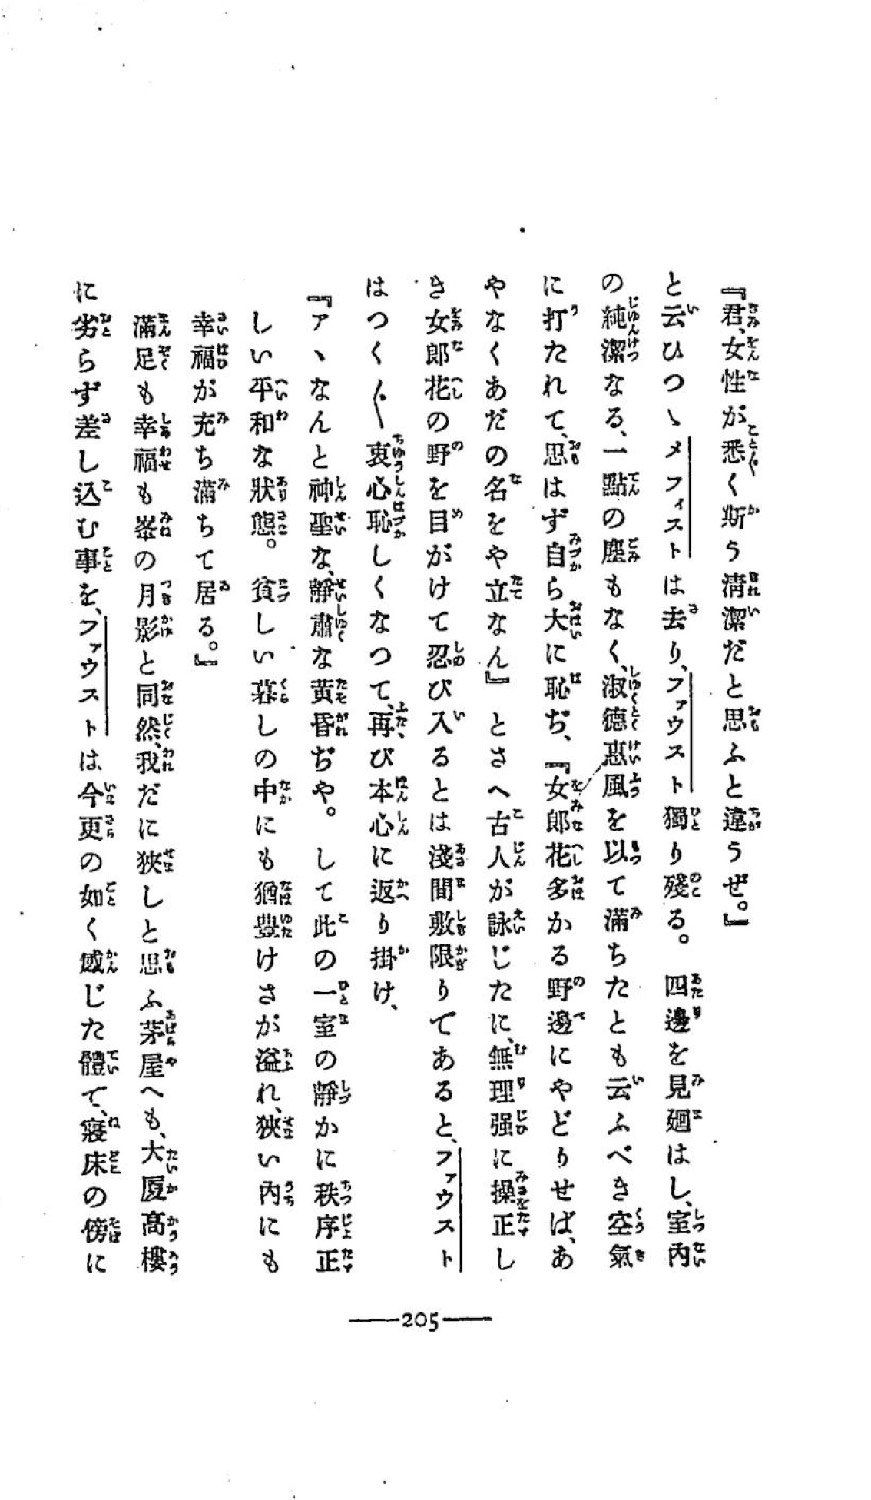 『君、女性が悉く斯う清潔だと思ふと違うぜ。』
と云ひつゝメフィストは去り、ファウスト獨り殘る。 四邊を見廻はし、室內
の純潔なる、一點の塵もなく、淑德惠風を以て滿ちたとも云ふべき空氣
に打たれて、思はず自ら大に恥ぢ、『女郎花多かる野邊にやどりせば、あ
やなくあだの名をや立なん』とさへ古人が詠じたに、無理强に操正し
き女郎花の野を目がけて忍び入るとは淺間敷限りであると、ファウスト
はつく〲衷心恥しくなつて、再び本心に返り掛け、
『アヽなんと神聖な、靜肅な黃昏ぢや。 して此の一室の靜かに秩序正
しい平和な狀態。 貧しい暮しの中にも猶豊けさが溢れ、狹い內にも
幸福が充ち滿ちて居る。』
滿足も幸福も峯の月影と同然、我だに狹しと思ふ茅屋へも、大厦高樓
に劣らず差し込む事を、ファウストは今更の如く感じた體で、寢床の傍に
205